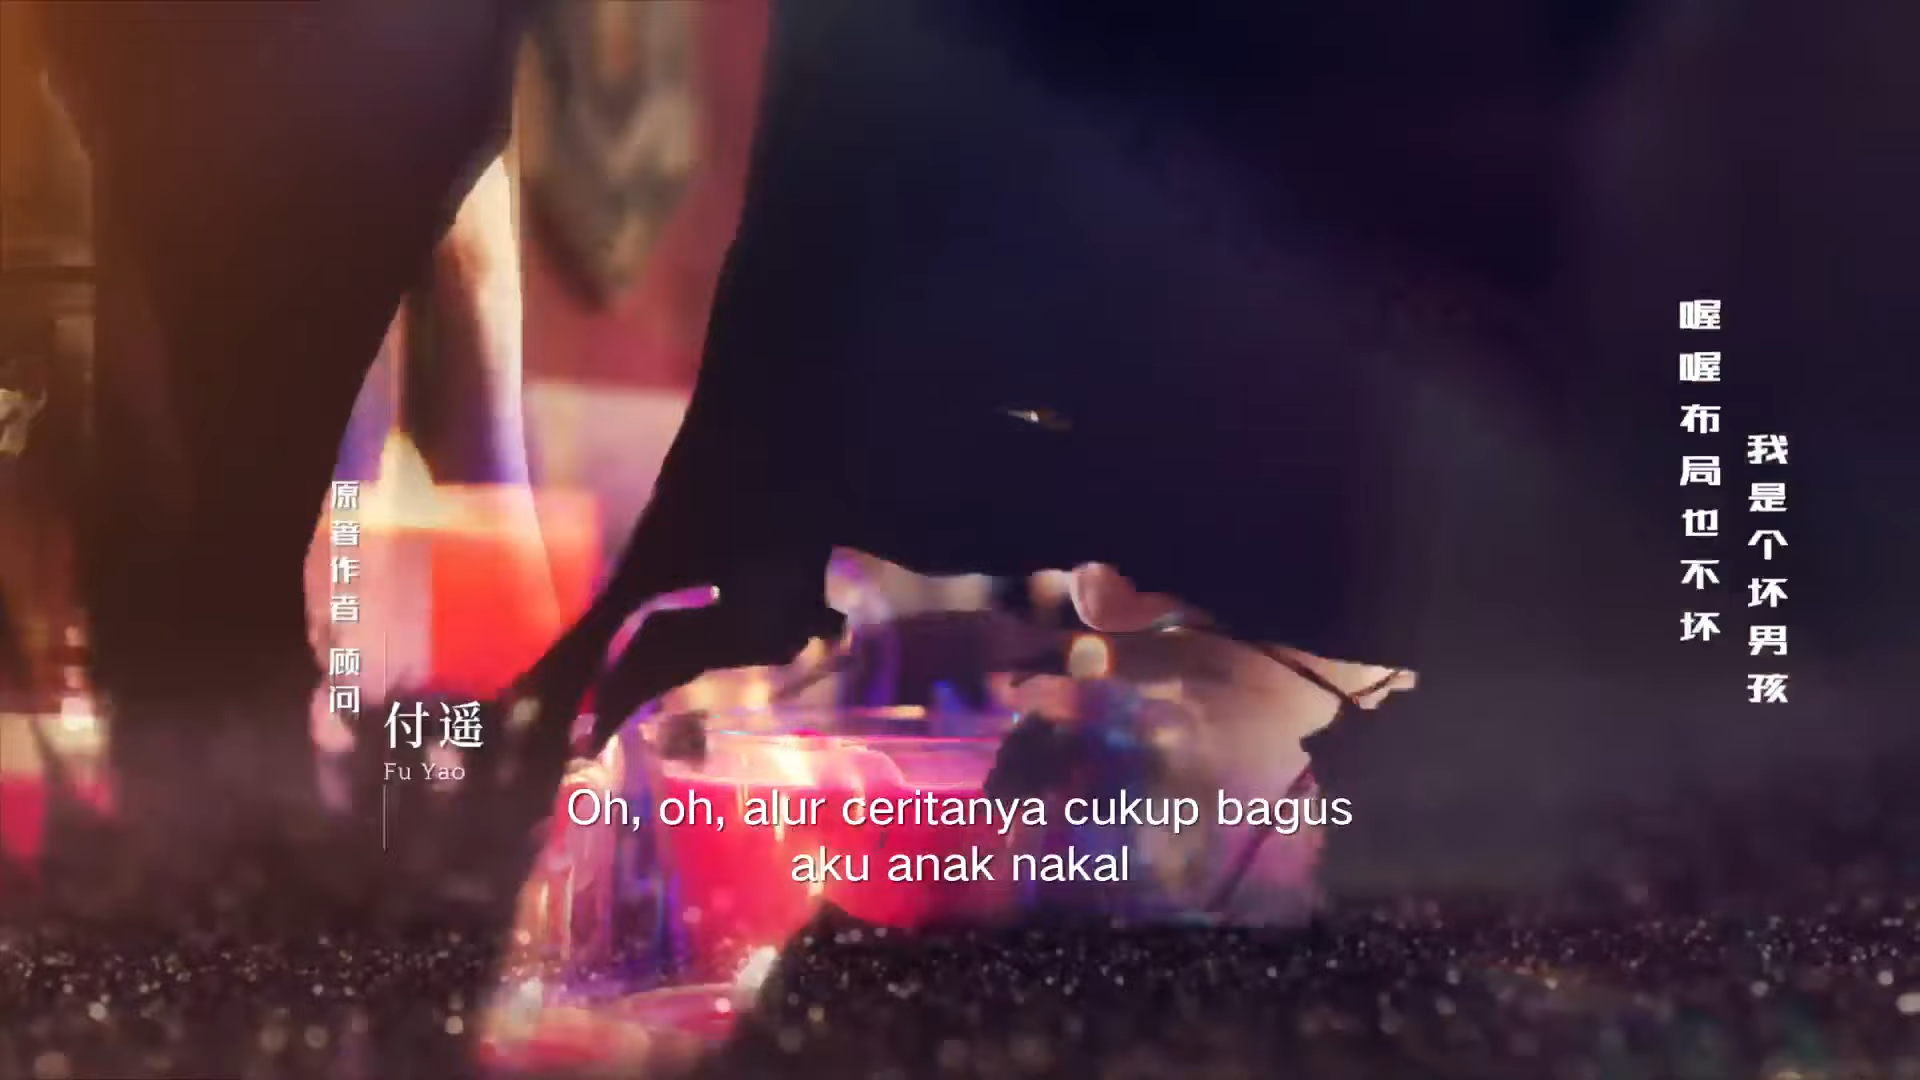 原著作者 顾问
付遥
Fu Yao
我是个坏男孩
喔喔布局也不坏
Oh, oh, alur ceritanya cukup bagus
aku anak nakal